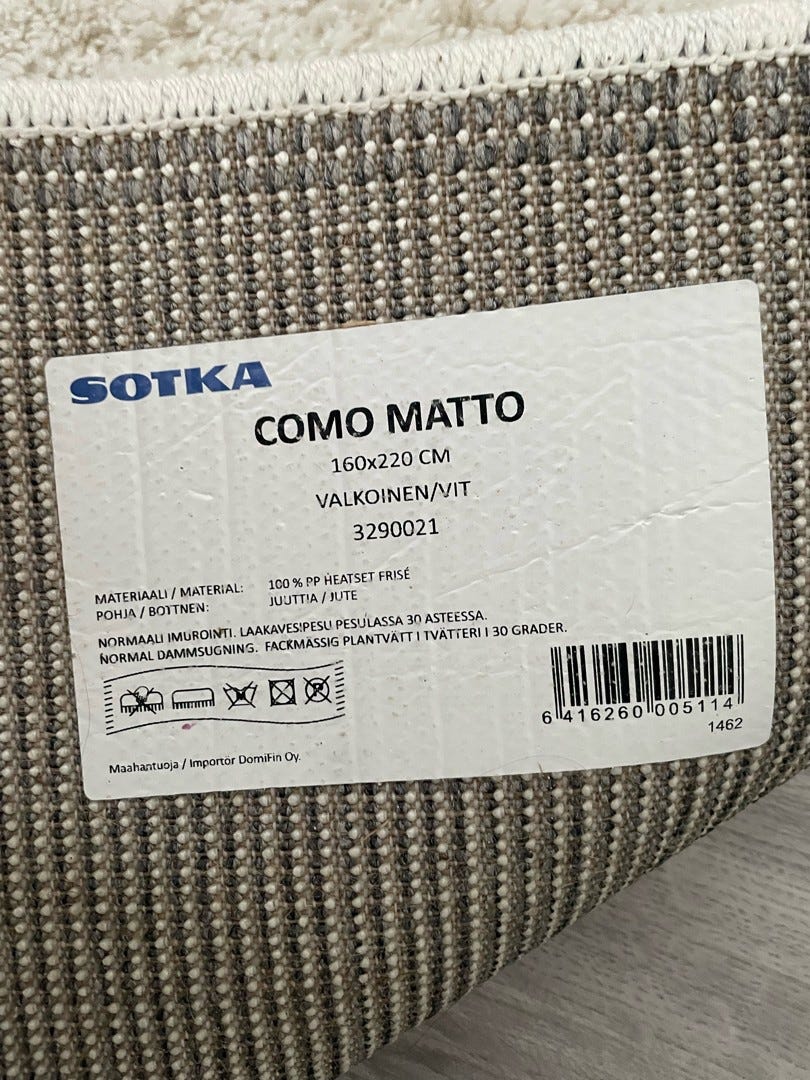 SOTKA
COMO MATTO
160x220 CM
VALKOINEN/VIT
3290021
MATERIAALI / MATERIAL: 100 % PP HEATSET FRISÉ
POHJA / BOTTNEN: JUUTTIA / JUTE
NORMAALI IMUROINTI. LAAKAVESIPESU PESULASSA 30 ASTEESSA.
NORMAL DAMMSUGNING. FACKMÄSSIG PLANTVÄTT I TVÄTTERI I 30 GRADER.
6 416260 005114
1462
Maahantuoja / Importör DomiFin Oy.